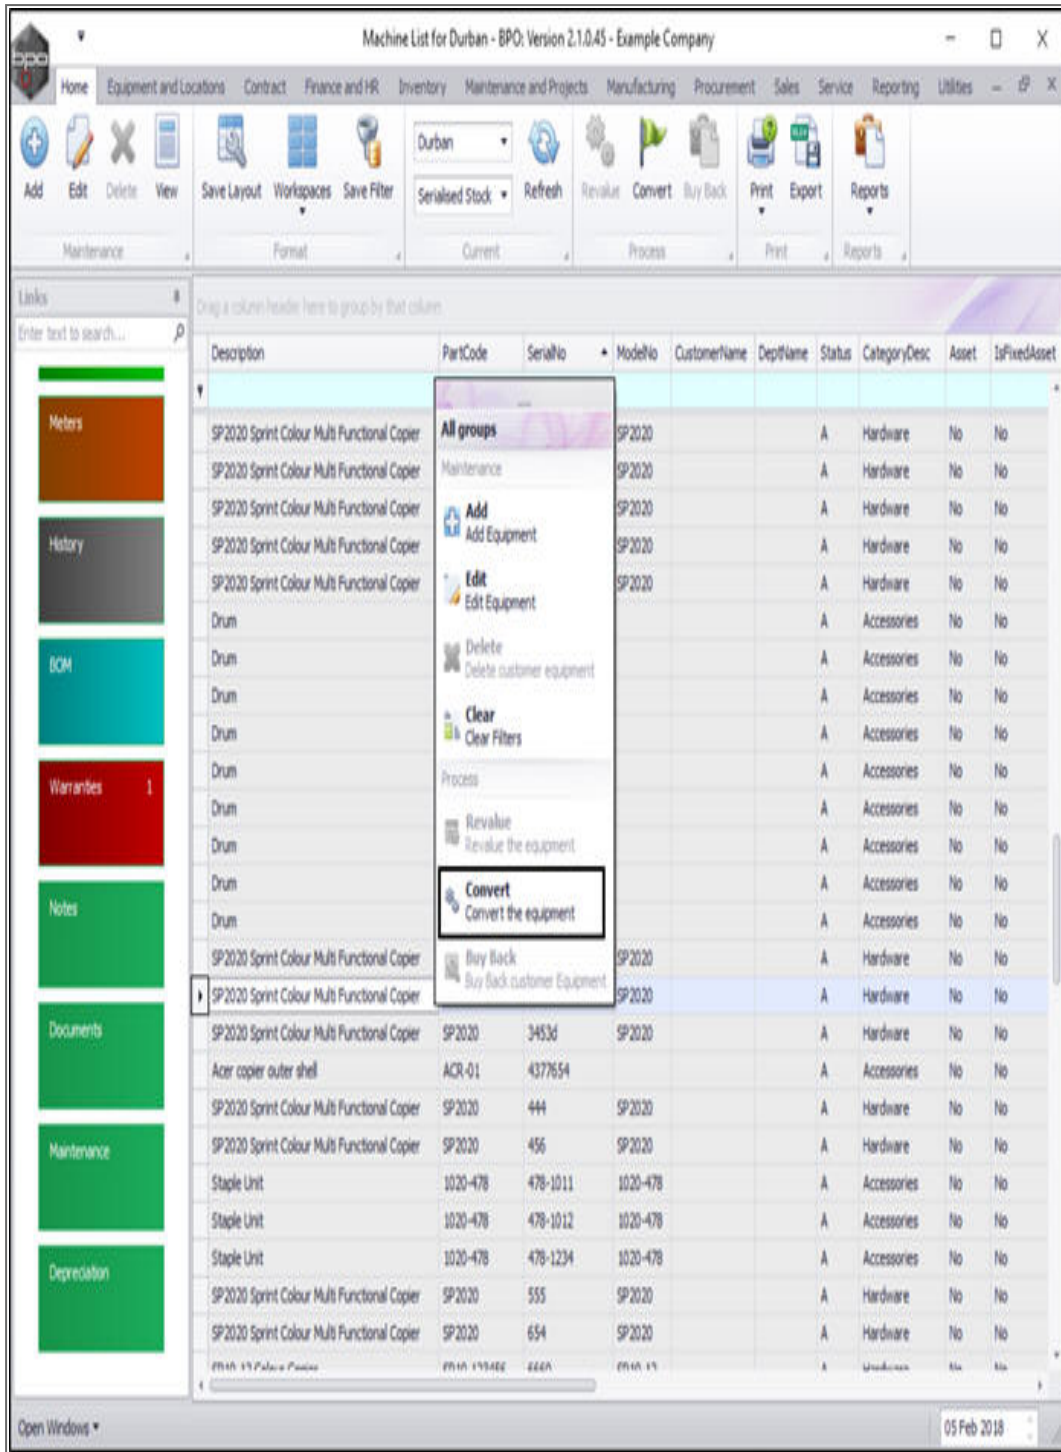 Machine List for Durban - BPO: Version 2.1.0.45 - Example Company
bpo
Home Equipment and Locations Contract Finance and HR Inventory Maintenance and Projects Manufacturing Procurement Sales Service Reporting Utilities
Add Edit Delete View Save Layout Workspaces Save Filter Durban Serialised Stock Refresh Revalue Convert Buy Back Print Export Reports
Maintenance Format Current Process Print Reports
Links
Enter text to search...
Meters
History
BOM
Warranties 1
Notes
Documents
Maintenance
Depreciation
Drag a column header here to group by that column
Description PartCode SerialNo ModelNo CustomerName DeptName Status CategoryDesc Asset IsFixedAsset
SP2020 Sprint Colour Multi Functional Copier SP2020 A Hardware No No
SP2020 Sprint Colour Multi Functional Copier SP2020 A Hardware No No
SP2020 Sprint Colour Multi Functional Copier SP2020 A Hardware No No
SP2020 Sprint Colour Multi Functional Copier SP2020 A Hardware No No
SP2020 Sprint Colour Multi Functional Copier SP2020 A Hardware No No
Drum A Accessories No No
Drum A Accessories No No
Drum A Accessories No No
Drum A Accessories No No
Drum A Accessories No No
Drum A Accessories No No
Drum A Accessories No No
Drum A Accessories No No
Drum A Accessories No No
SP2020 Sprint Colour Multi Functional Copier SP2020 A Hardware No No
SP2020 Sprint Colour Multi Functional Copier SP2020 A Hardware No No
SP2020 Sprint Colour Multi Functional Copier SP2020 3453d SP2020 A Hardware No No
Acer copier outer shell ACR-01 4377654 A Accessories No No
SP2020 Sprint Colour Multi Functional Copier SP2020 444 SP2020 A Hardware No No
SP2020 Sprint Colour Multi Functional Copier SP2020 456 SP2020 A Hardware No No
Staple Unit 1020-478 478-1011 1020-478 A Accessories No No
Staple Unit 1020-478 478-1012 1020-478 A Accessories No No
Staple Unit 1020-478 478-1234 1020-478 A Accessories No No
SP2020 Sprint Colour Multi Functional Copier SP2020 555 SP2020 A Hardware No No
SP2020 Sprint Colour Multi Functional Copier SP2020 654 SP2020 A Hardware No No
All groups
Maintenance
Add
Add Equipment
Edit
Edit Equipment
Delete
Delete customer equipment
Clear
Clear Filters
Process
Revalue
Revalue the equipment
Convert
Convert the equipment
Buy Back
Buy Back customer Equipment
Open Windows
05 Feb 2018